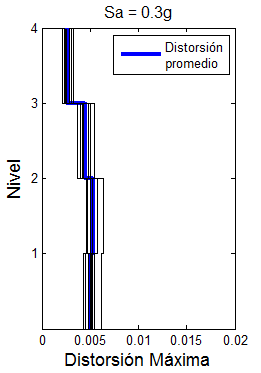 Sa = 0.3g
Distorsión
promedio
4
3
2
1
Nivel
0
0.005
0.01
0.015
0.02
Distorsión Máxima